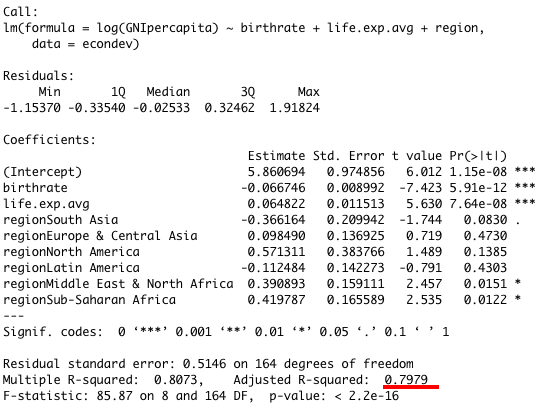 Call:
lm(formula = log(GNIpercapita) ~ birthrate + life.exp.avg + region,
    data = econdev)

Residuals:
     Min       1Q   Median       3Q      Max
-1.15370 -0.33540 -0.02533  0.32462  1.91824

Coefficients:
                                  Estimate Std. Error t value Pr(>|t|)
(Intercept)                       5.860694   0.974856   6.012 1.15e-08 ***
birthrate                        -0.066746   0.008992  -7.423 5.91e-12 ***
life.exp.avg                      0.064822   0.011513   5.630 7.64e-08 ***
regionSouth Asia                 -0.366164   0.209942  -1.744   0.0830 .
regionEurope & Central Asia       0.098490   0.136925   0.719   0.4730
regionNorth America               0.571311   0.383766   1.489   0.1385
regionLatin America              -0.112484   0.142273  -0.791   0.4303
regionMiddle East & North Africa  0.390893   0.159111   2.457   0.0151 *
regionSub-Saharan Africa          0.419787   0.165589   2.535   0.0122 *
---
Signif. codes:  0 ‘***’ 0.001 ‘**’ 0.01 ‘*’ 0.05 ‘.’ 0.1 ‘ ’ 1

Residual standard error: 0.5146 on 164 degrees of freedom
Multiple R-squared:  0.8073,    Adjusted R-squared:  0.7979
F-statistic: 85.87 on 8 and 164 DF,  p-value: < 2.2e-16